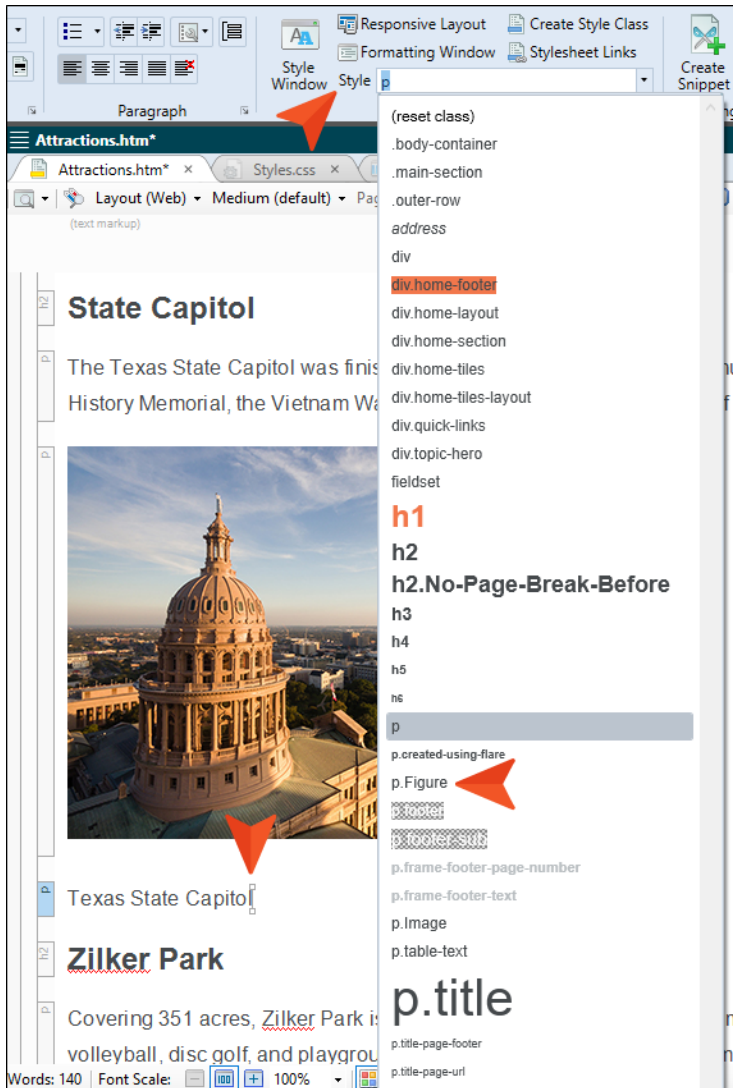 Responsive Layout
Create Style Class
Formatting Window
Stylesheet Links
Style
Window
Style p
Create
Snippet
Paragraph
Attractions.htm*
Attractions.htm* ×
Styles.css ×
Layout (Web)
Medium (default)
(text markup)
(reset class)
.body-container
.main-section
.outer-row
address
div
div.home-footer
div.home-layout
div.home-section
div.home-tiles
div.home-tiles-layout
div.quick-links
div.topic-hero
fieldset
h1
h2
h2.No-Page-Break-Before
h3
h4
h5
h6
p
p.created-using-flare
p.Figure
p.footer
p.footer-sub
p.frame-footer-page-number
p.frame-footer-text
p.Image
p.table-text
p.title
p.title-page-footer
p.title-page-url
h2
State Capitol
p
The Texas State Capitol was
History Memorial, the Vietnam
p
p
Texas State Capitol
h2
Zilker Park
p
Covering 351 acres, Zilker Park
volleyball, disc golf, and
Words: 140 Font Scale: 100%